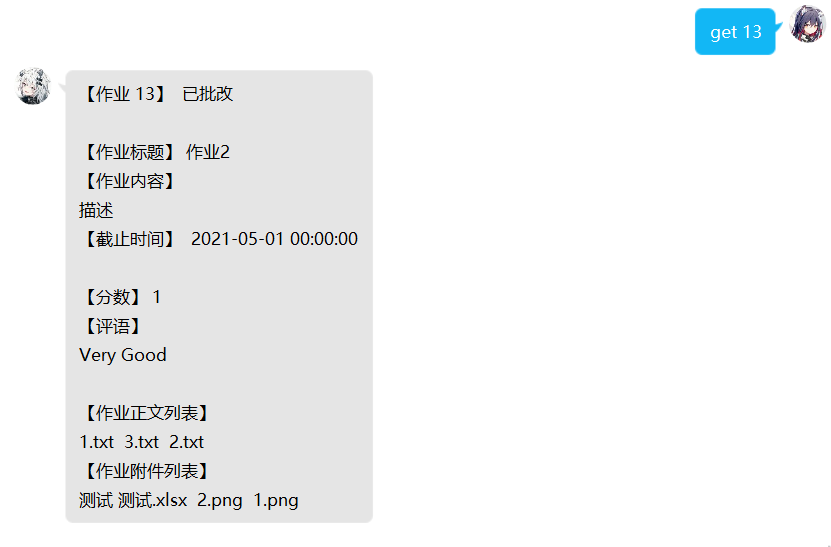 get 13
【作业 13】 已批改
【作业标题】 作业2
【作业内容】
描述
【截止时间】 2021-05-01 00:00:00
【分数】 1
【评语】
Very Good
【作业正文列表】
1.txt 3.txt 2.txt
【作业附件列表】
测试 测试.xlsx 2.png 1.png